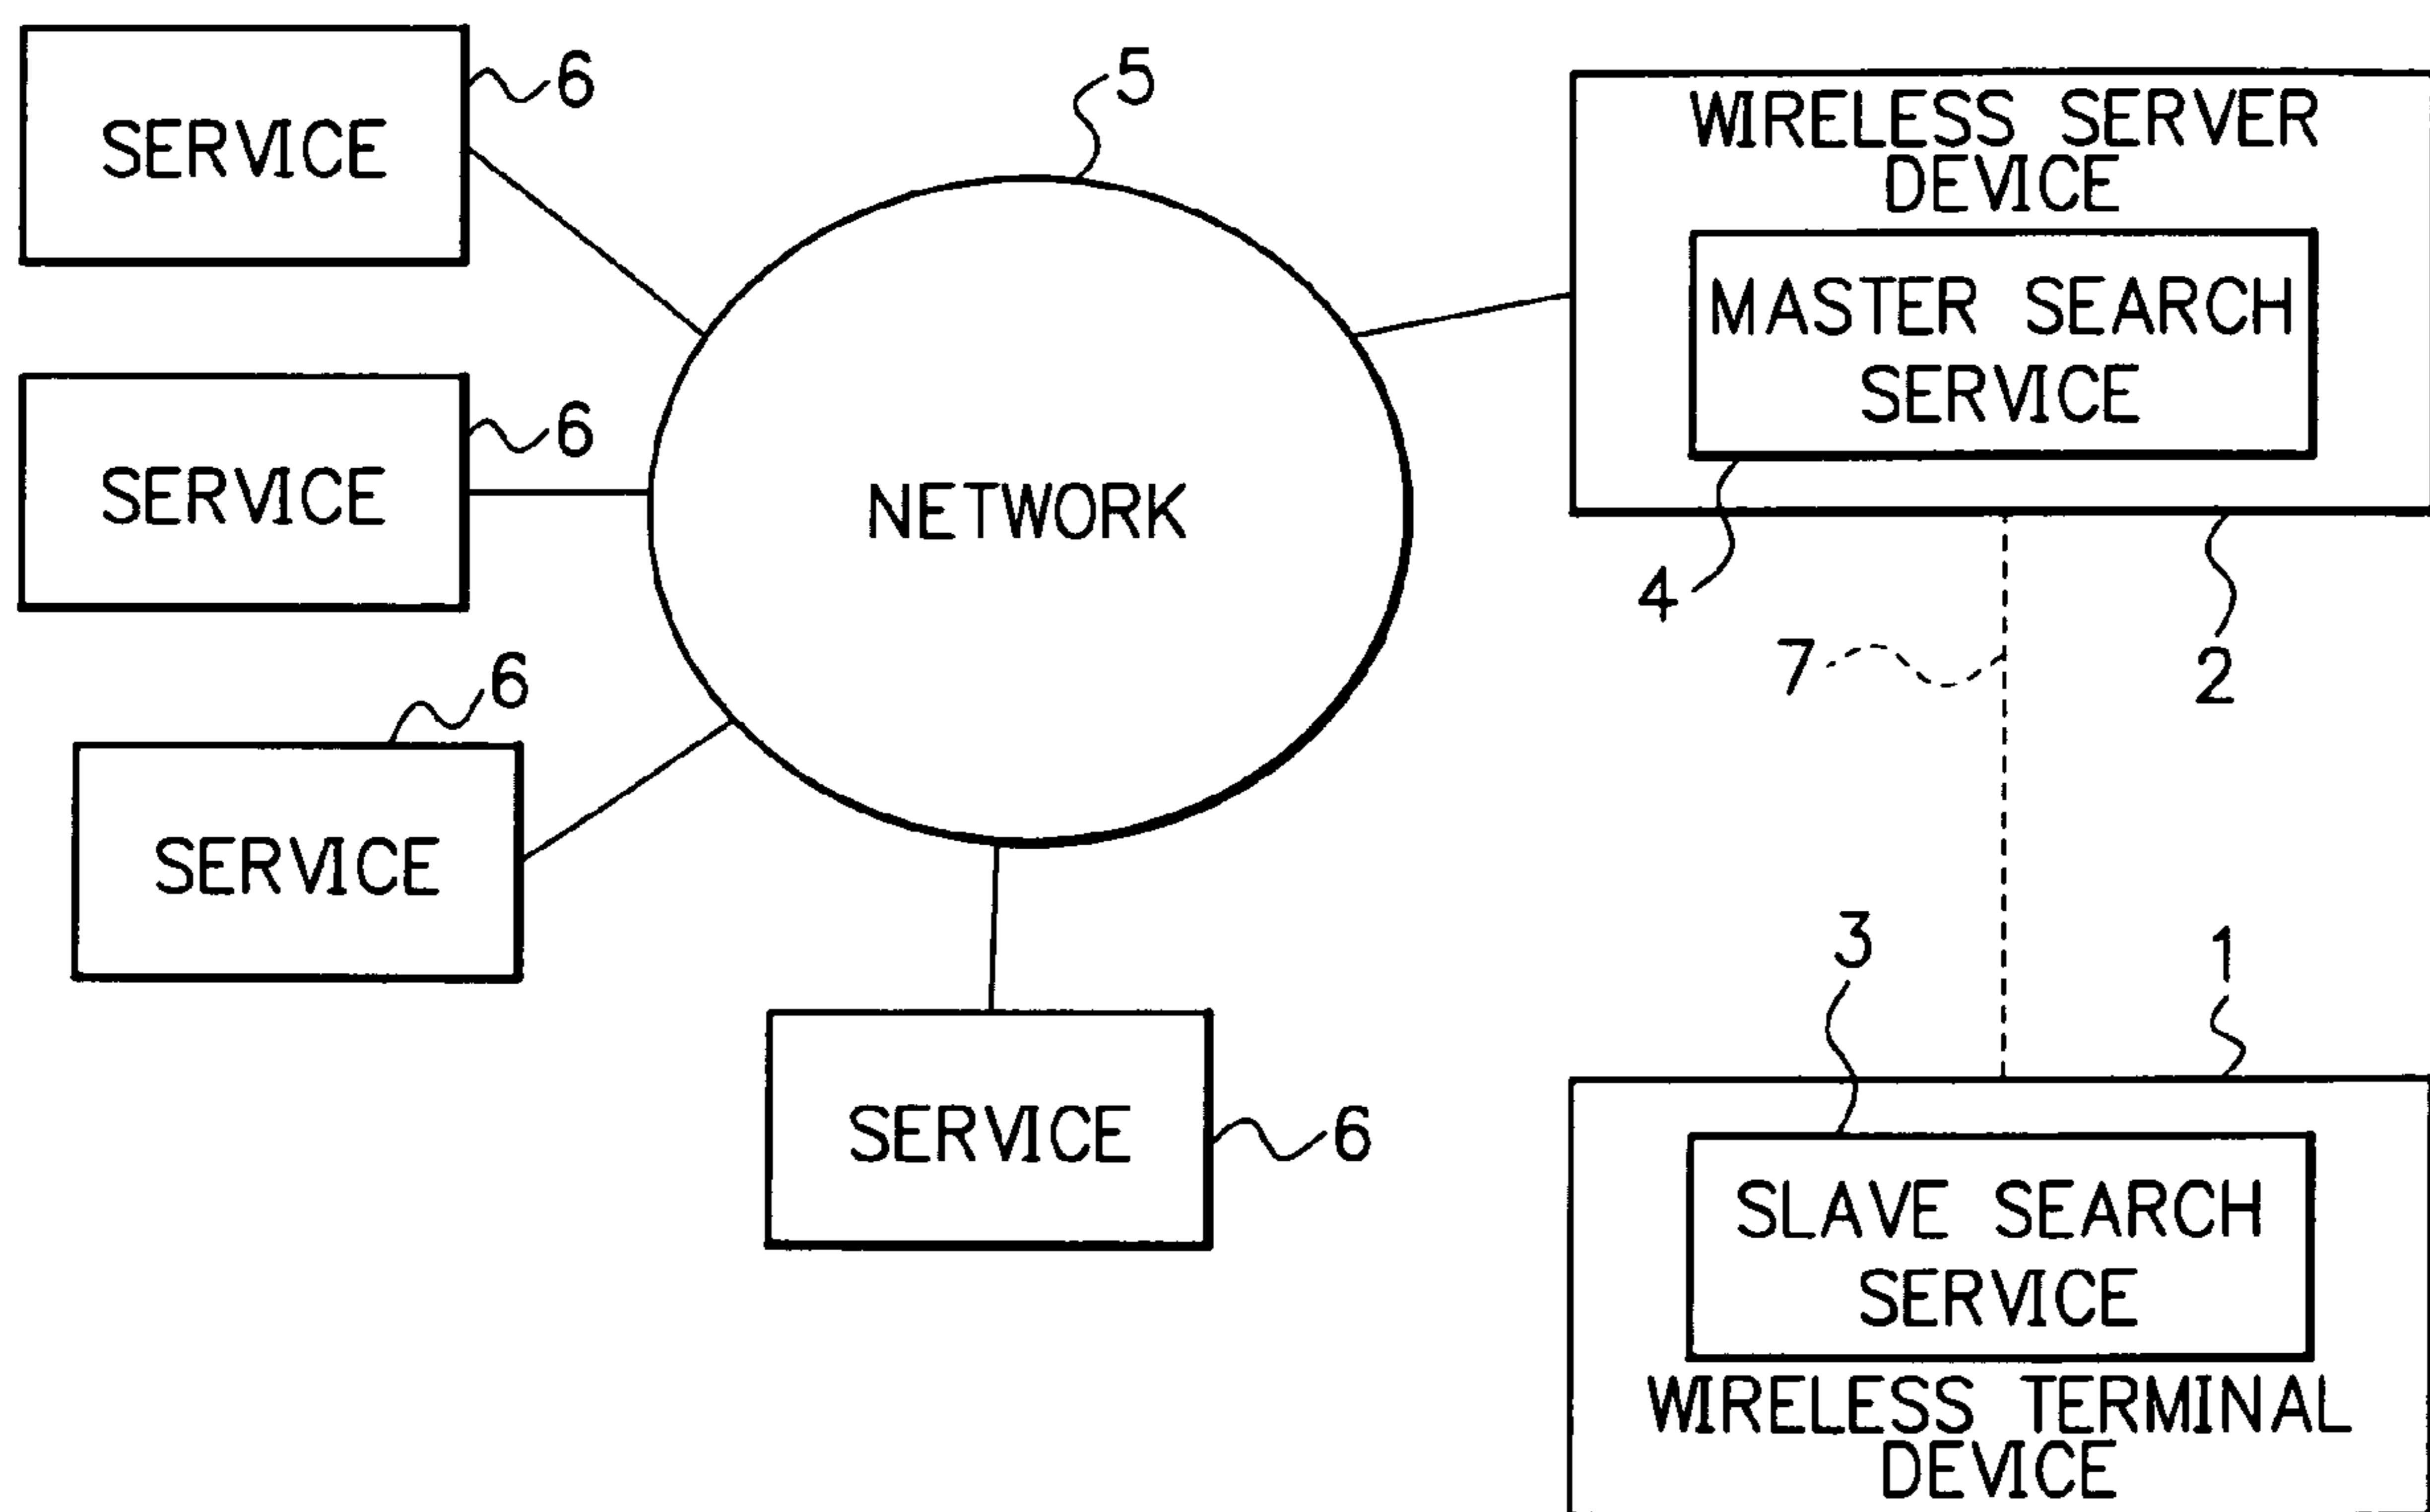 SERVICE
6
5
WIRELESS SERVER
DEVICE
MASTER SEARCH
SERVICE
SERVICE
6
NETWORK
4
7
2
6
SERVICE
3
1
SERVICE
6
SLAVE SEARCH
SERVICE
WIRELESS TERMINAL
DEVICE